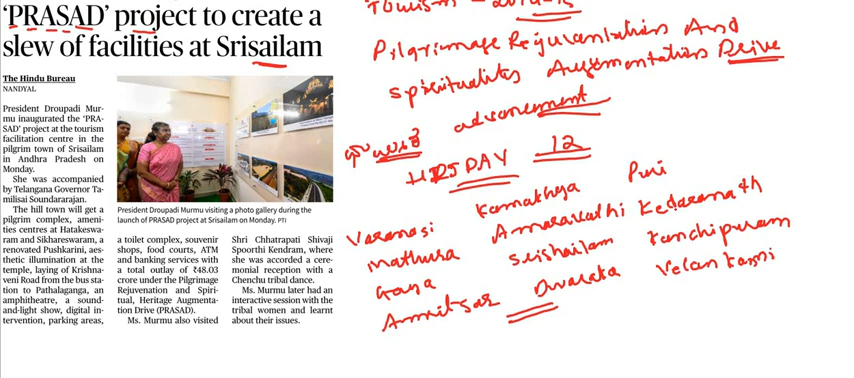 'PRASAD' project to create a
slew of facilities at Srisailam
The Hindu Bureau
NANDYAL
President Droupadi Mur-
mu inaugurated the 'PRA-
SAD' project at the tourism
facilitation centre in the
pilgrim town of Srisailam
in Andhra Pradesh on
Monday.
She was accompanied
by Telangana Governor Ta-
milisai Soundararajan.
The hill town will get a
pilgrim complex, ameni-
ties centres at Hatakeswa-
ram and Sikhareswaram, a
renovated Pushkarini, aes-
thetic illumination at the
temple, laying of Krishna-
veni Road from the bus sta-
tion to Pathalaganga, an
amphitheatre, a sound-
and-light show, digital in-
tervention, parking areas,
President Droupadi Murmu visiting a photo gallery during the
launch of PRASAD project at Srisailam on Monday. PTI
a toilet complex, souvenir
shops, food courts, ATM
and banking services with
a total outlay of ₹48.03
crore under the Pilgrimage
Rejuvenation and Spiri-
tual, Heritage Augmenta-
tion Drive (PRASAD).
Ms. Murmu also visited
Shri Chhatrapati Shivaji
Spoorthi Kendram, where
she was accorded a cere-
monial reception with a
Chenchu tribal dance.
Ms. Murmu later had an
interactive session with the
tribal women and learnt
about their issues.
Pilgrimage And
Drive
HRIDAY 12
Varanasi Kamakhya Puri
Mathura Amaravathi Kedarnath
Gaya Srishailam Kanchipuram
Amritsar Dwaraka Velankanni